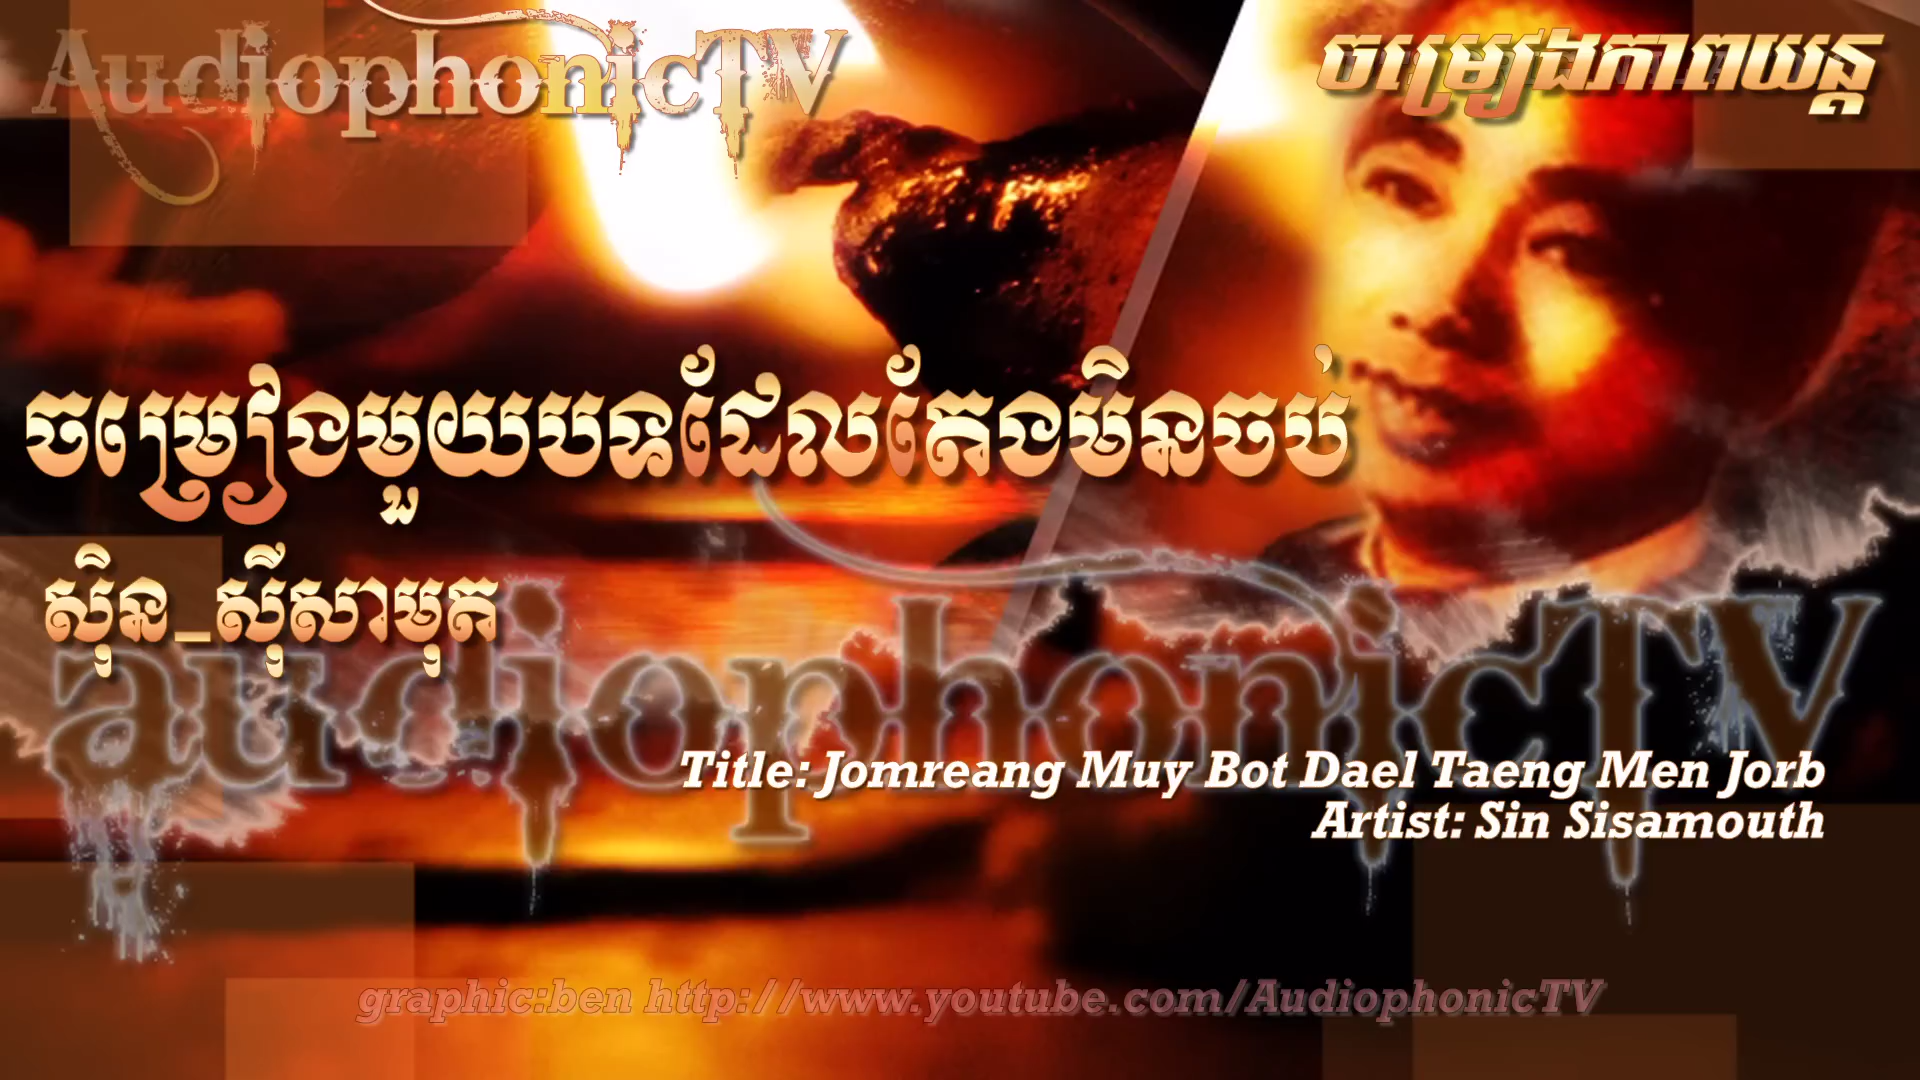 AudiophonicTV
ចម្រៀងភាពយន្ត
ចម្រៀងមួយបទដែលតែងមិនចប់
ស៊ិន_ស៊ីសាមុត
audiophonicTV
Title: Jomreang Muy Bot Dael Taeng Men Jorb
Artist: Sin Sisamouth
graphic:ben http://www.youtube.com/AudiophonicTV